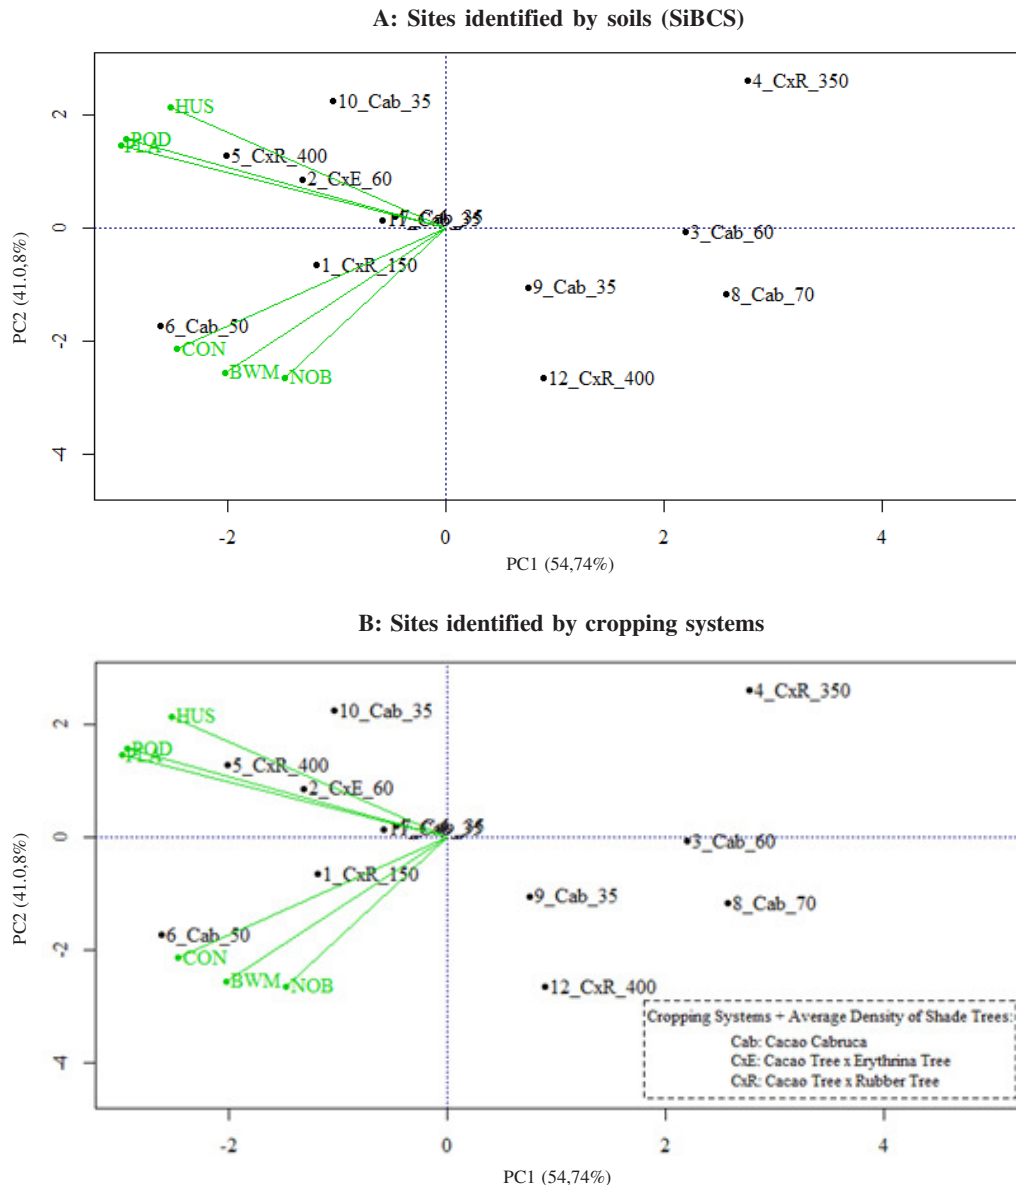 A: Sites identified by soils (SiBCS)
4_CxR_350
10_Cab_35
HUS
2
POD
PLA
5_CxR_400
2_CxE_60
0
3_Cab_60
1_CxR_150
9_Cab_35
8_Cab_70
6_Cab_50
-2
CON
BWM
NOB
12_CxR_400
-4
PC2 (41.0,8%)
-2 0 2 4
PC1 (54,74%)
B: Sites identified by cropping systems
4_CxR_350
10_Cab_35
HUS
2
POD
PLA
5_CxR_400
2_CxE_60
0
3_Cab_60
1_CxR_150
9_Cab_35
8_Cab_70
6_Cab_50
-2
CON
BWM
NOB
12_CxR_400
-4
PC2 (41.0,8%)
Cropping Systems + Average Density of Shade Trees:
Cab: Cacao Cabruca
CxE: Cacao Tree x Erythrina Tree
CxR: Cacao Tree x Rubber Tree
-2 0 2 4
PC1 (54,74%)